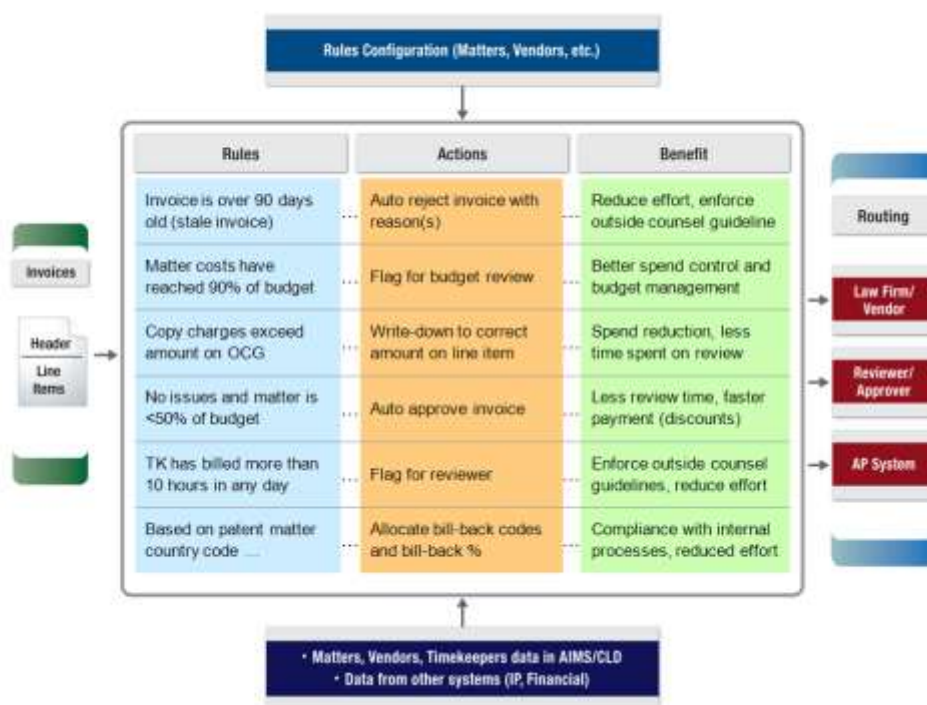 Rules Configuration (Matters, Vendors, etc.)
Rules
Actions
Benefit
Invoice is over 90 days
old (stale invoice)
Auto reject invoice with
reason(s)
Reduce effort, enforce
outside counsel guideline
Matter costs have
reached 90% of budget
Flag for budget review
Better spend control and
budget management
Copy charges exceed
amount on OCG
Write-down to correct
amount on line item
Spend reduction, less
time spent on review
No issues and matter is
<50% of budget
Auto approve invoice
Less review time, faster
payment (discounts)
TK has billed more than
10 hours in any day
Flag for reviewer
Enforce outside counsel
guidelines, reduce effort
Based on patent matter
country code ...
Allocate bill-back codes
and bill-back %
Compliance with internal
processes, reduced effort
Invoices
Header
Line
Items
Routing
Law Firm/
Vendor
Reviewer/
Approver
AP System
• Matters, Vendors, Timekeepers data in AIMS/CLD
• Data from other systems (IP, Financial)